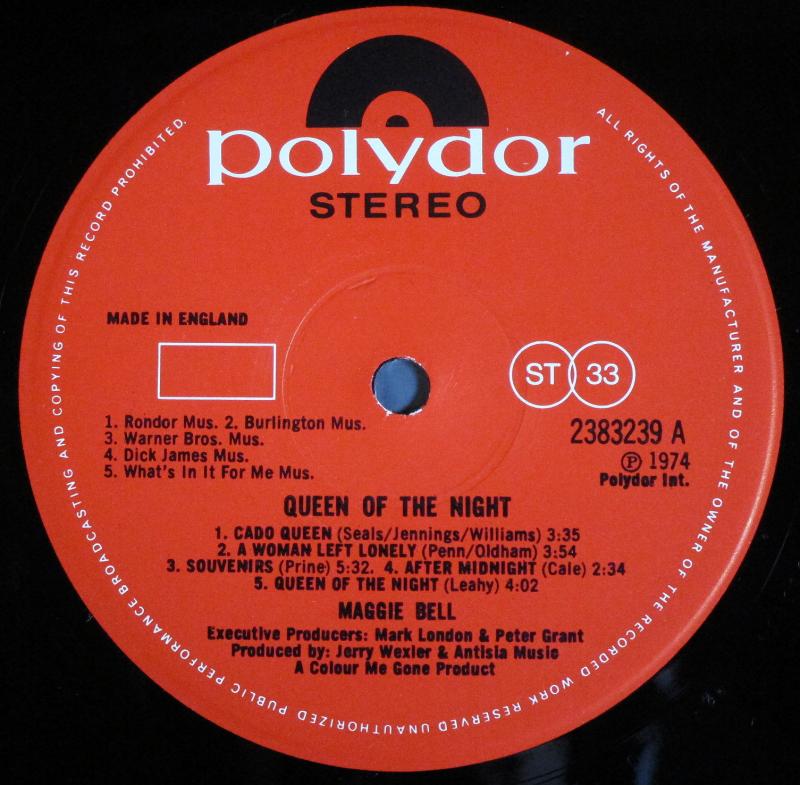 polydor
STEREO
ALL RIGHTS OF THE MANUFACTURER AND OF THE OWNER OF THE RECORDED WORK RESERVED UNAUTHORIZED PUBLIC PERFORMANCE BROADCASTING AND COPYING OF THIS RECORD PROHIBITED.
MADE IN ENGLAND
ST 33
1. Rondor Mus. 2. Burlington Mus.
3. Warner Bros. Mus.
4. Dick James Mus.
5. What's In It For Me Mus.
2383239 A
℗ 1974
Polydor Int.
QUEEN OF THE NIGHT
1. CADO QUEEN (Seals/Jennings/Williams) 3:35
2. A WOMAN LEFT LONELY (Penn/Oldham) 3:54
3. SOUVENIRS (Prine) 5:32. 4. AFTER MIDNIGHT (Cale) 2:34
5. QUEEN OF THE NIGHT (Leahy) 4:02
MAGGIE BELL
Executive Producers: Mark London & Peter Grant
Produced by: Jerry Wexler & Antisia Music
A Colour Me Gone Product